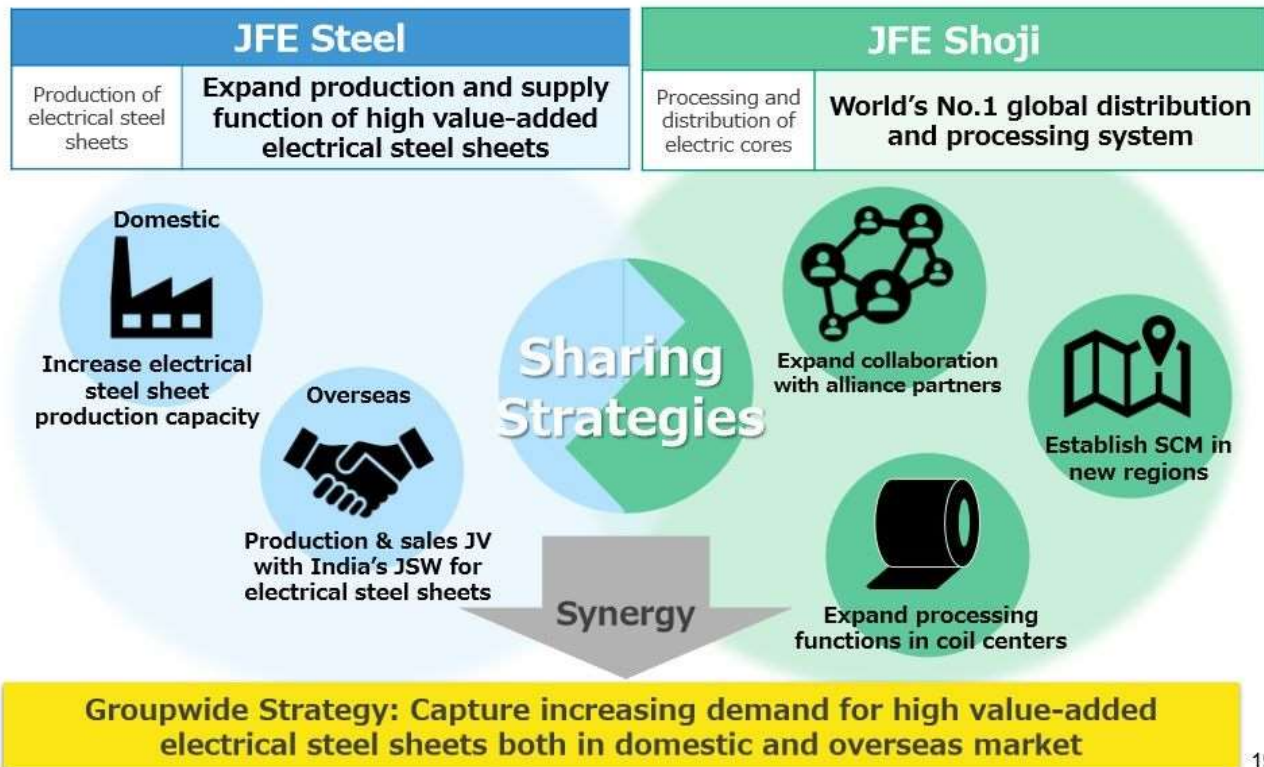 JFE Steel
Production of
electrical steel
sheets
Expand production and supply
function of high value-added
electrical steel sheets
JFE Shoji
Processing and
distribution of
electric cores
World's No.1 global distribution
and processing system
Domestic
Increase electrical
steel sheet
production capacity
Overseas
Production & sales JV
with India's JSW for
electrical steel sheets
Sharing
Strategies
Expand collaboration
with alliance partners
Establish SCM in
new regions
Expand processing
functions in coil centers
Synergy
Groupwide Strategy: Capture increasing demand for high value-added
electrical steel sheets both in domestic and overseas market